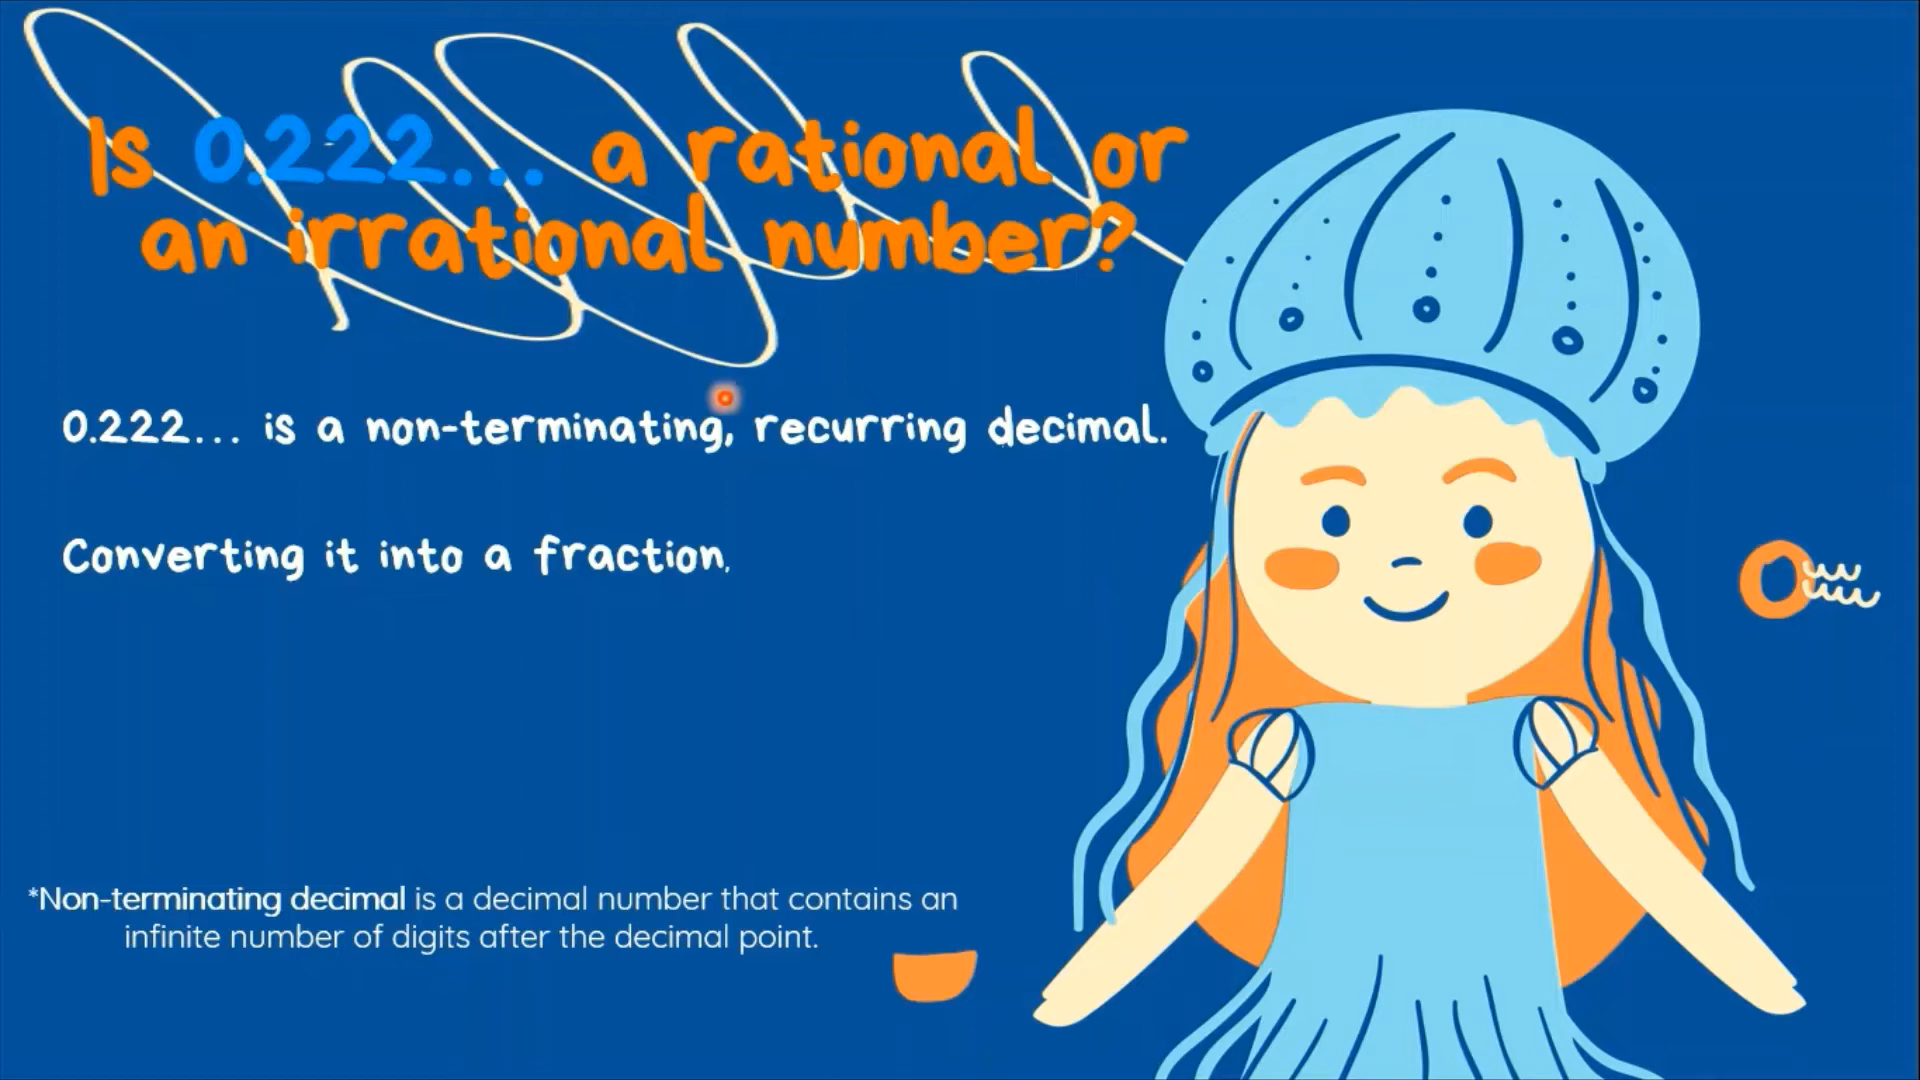 Is 0.222... a rational or
an irrational number?
0.222... is a non-terminating, recurring decimal.
Converting it into a fraction,
*Non-terminating decimal is a decimal number that contains an
infinite number of digits after the decimal point.